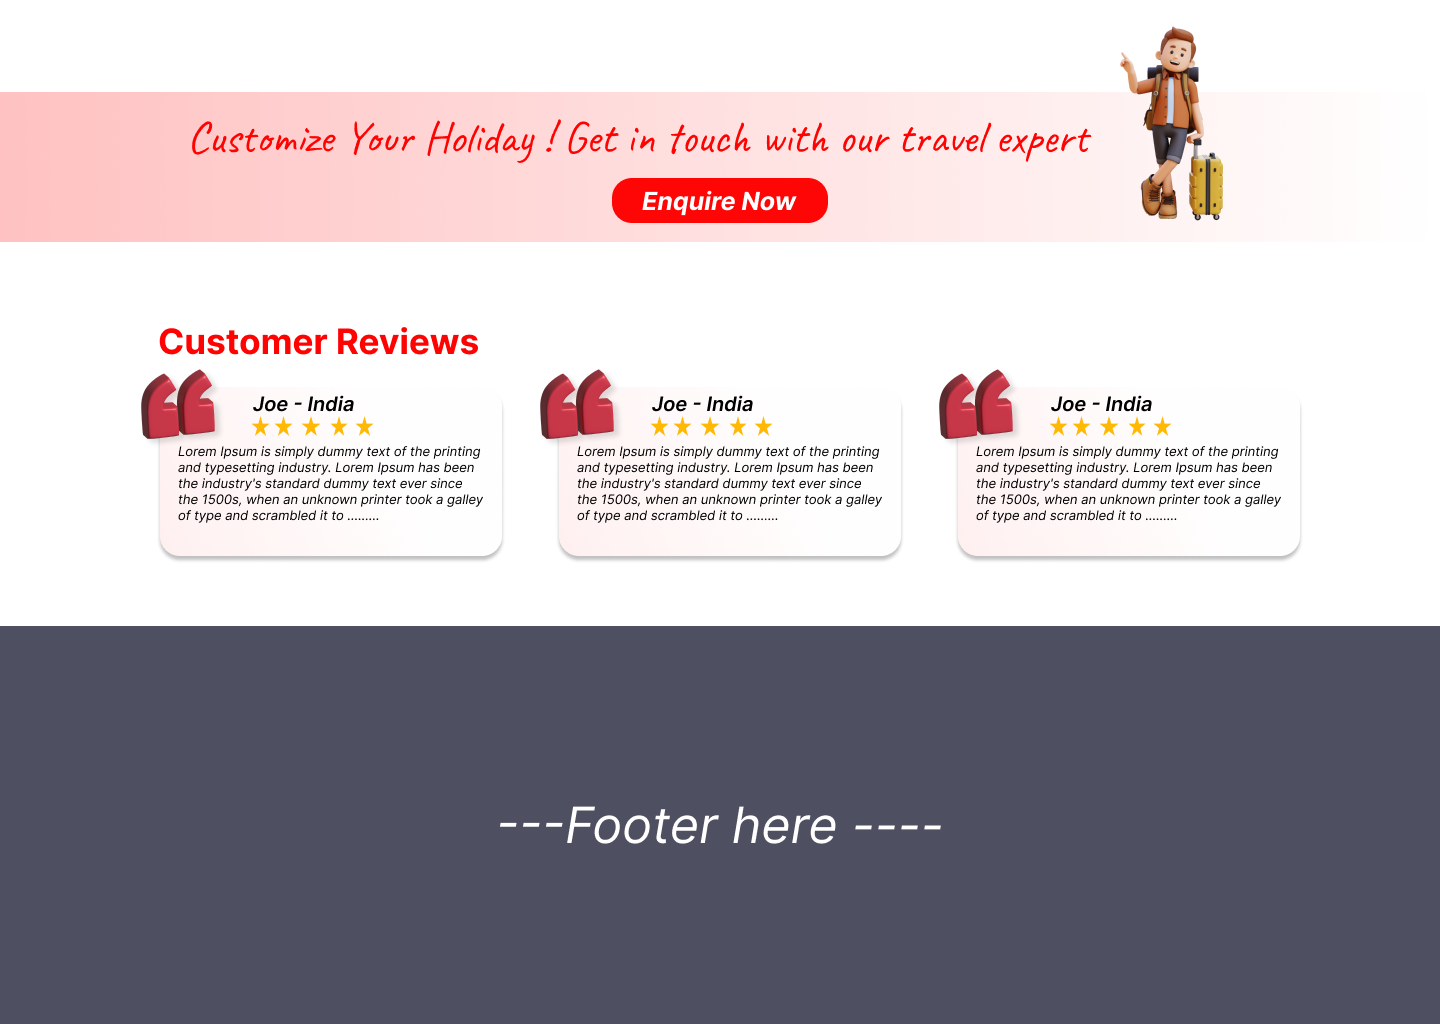 Customize Your Holiday ! Get in touch with our travel expert
Enquire Now
Customer Reviews
Joe - India
Lorem Ipsum is simply dummy text of the printing
and typesetting industry. Lorem Ipsum has been
the industry's standard dummy text ever since
the 1500s, when an unknown printer took a galley
of type and scrambled it to .........
Joe - India
Lorem Ipsum is simply dummy text of the printing
and typesetting industry. Lorem Ipsum has been
the industry's standard dummy text ever since
the 1500s, when an unknown printer took a galley
of type and scrambled it to .........
Joe - India
Lorem Ipsum is simply dummy text of the printing
and typesetting industry. Lorem Ipsum has been
the industry's standard dummy text ever since
the 1500s, when an unknown printer took a galley
of type and scrambled it to .........
---Footer here ----